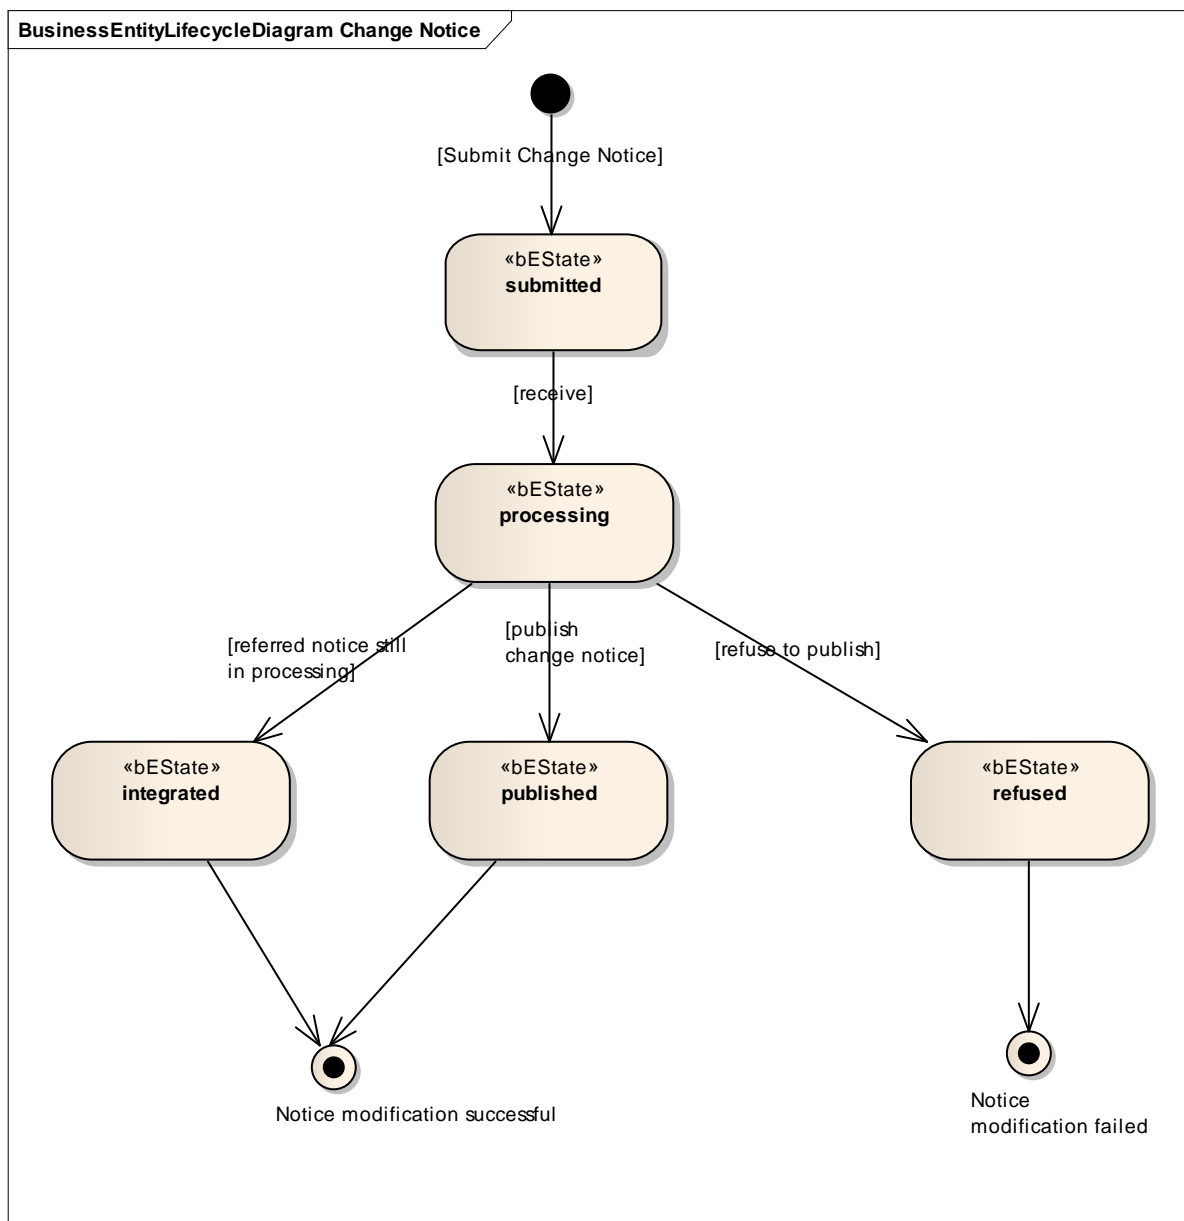 BusinessEntityLifecycleDiagram Change Notice
[Submit Change Notice]
«bEState»
submitted
[receive]
«bEState»
processing
[referred notice still
in processing]
[publish
change notice]
[refuse to publish]
«bEState»
integrated
«bEState»
published
«bEState»
refused
Notice modification successful
Notice
modification failed